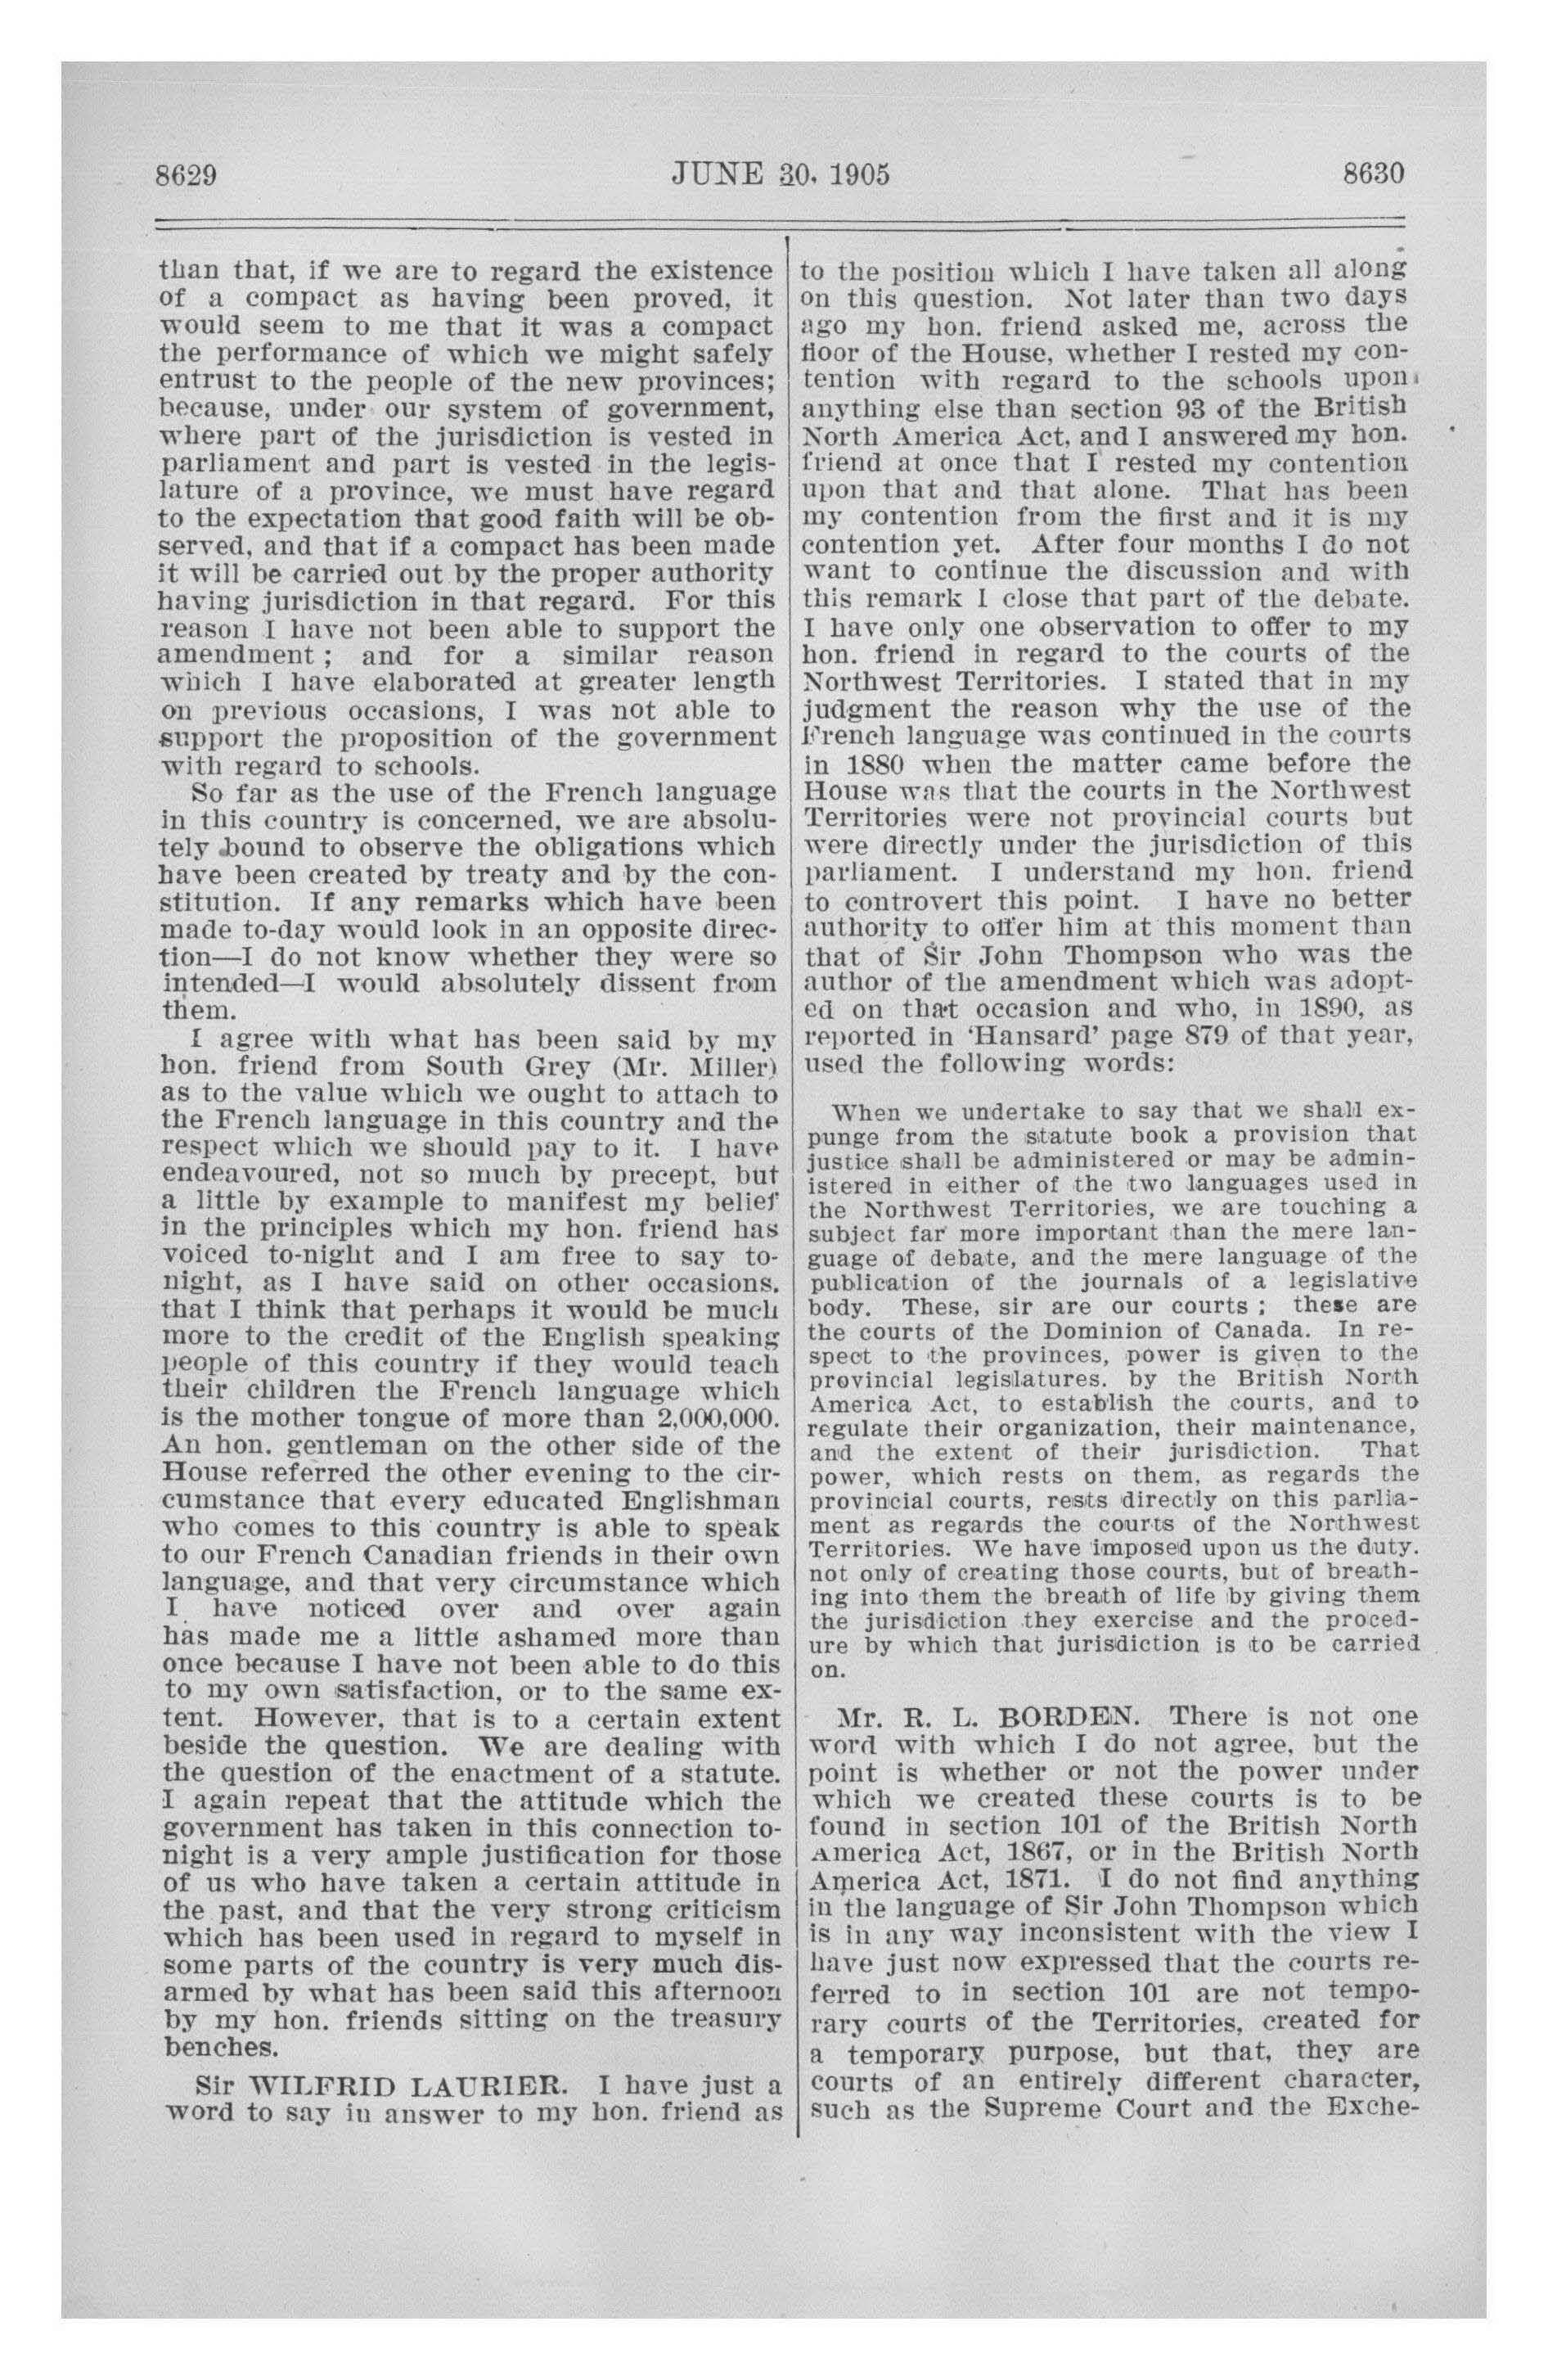 8629
JUNE 30, 1905
8630
than that, if we are to regard the existence
of a compact as having been proved, it
would seem to me that it was a compact
the performance of which we might safely
entrust to the people of the new provinces;
because, under our system of government,
where part of the jurisdiction is vested in
parliament and part is vested in the legis-
lature of a province, we must have regard
to the expectation that good faith will be ob-
served, and that if a compact has been made
it will be carried out by the proper authority
having jurisdiction in that regard. For this
reason I have not been able to support the
amendment; and for a similar reason
which I have elaborated at greater length
on previous occasions, I was not able to
support the proposition of the government
with regard to schools.
So far as the use of the French language
in this country is concerned, we are absolu-
tely bound to observe the obligations which
have been created by treaty and by the con-
stitution. If any remarks which have been
made to-day would look in an opposite direc-
tion—I do not know whether they were so
intended—I would absolutely dissent from
them.
I agree with what has been said by my
hon. friend from South Grey (Mr. Miller)
as to the value which we ought to attach to
the French language in this country and the
respect which we should pay to it. I have
endeavoured, not so much by precept, but
a little by example to manifest my belief
in the principles which my hon. friend has
voiced to-night and I am free to say to-
night, as I have said on other occasions,
that I think that perhaps it would be much
more to the credit of the English speaking
people of this country if they would teach
their children the French language which
is the mother tongue of more than 2,000,000.
An hon. gentleman on the other side of the
House referred the other evening to the cir-
cumstance that every educated Englishman
who comes to this country is able to speak
to our French Canadian friends in their own
language, and that very circumstance which
I have noticed over and over again
has made me a little ashamed more than
once because I have not been able to do this
to my own satisfaction, or to the same ex-
tent. However, that is to a certain extent
beside the question. We are dealing with
the question of the enactment of a statute.
I again repeat that the attitude which the
government has taken in this connection to-
night is a very ample justification for those
of us who have taken a certain attitude in
the past, and that the very strong criticism
which has been used in regard to myself in
some parts of the country is very much dis-
armed by what has been said this afternoon
by my hon. friends sitting on the treasury
benches.
Sir WILFRID LAURIER. I have just a
word to say in answer to my hon. friend as
to the position which I have taken all along
on this question. Not later than two days
ago my hon. friend asked me, across the
floor of the House, whether I rested my con-
tention with regard to the schools upon
anything else than section 93 of the British
North America Act, and I answered my hon.
friend at once that I rested my contention
upon that and that alone. That has been
my contention from the first and it is my
contention yet. After four months I do not
want to continue the discussion and with
this remark I close that part of the debate.
I have only one observation to offer to my
hon. friend in regard to the courts of the
Northwest Territories. I stated that in my
judgment the reason why the use of the
French language was continued in the courts
in 1880 when the matter came before the
House was that the courts in the Northwest
Territories were not provincial courts but
were directly under the jurisdiction of this
parliament. I understand my hon. friend
to controvert this point. I have no better
authority to offer him at this moment than
that of Sir John Thompson who was the
author of the amendment which was adopt-
ed on that occasion and who, in 1890, as
reported in 'Hansard' page 879 of that year,
used the following words:
When we undertake to say that we shall ex-
punge from the statute book a provision that
justice shall be administered or may be admin-
istered in either of the two languages used in
the Northwest Territories, we are touching a
subject far more important than the mere lan-
guage of debate, and the mere language of the
publication of the journals of a legislative
body. These, sir are our courts; these are
the courts of the Dominion of Canada. In re-
spect to the provinces, power is given to the
provincial legislatures. by the British North
America Act, to establish the courts, and to
regulate their organization, their maintenance,
and the extent of their jurisdiction. That
power, which rests on them, as regards the
provincial courts, rests directly on this parlia-
ment as regards the courts of the Northwest
Territories. We have imposed upon us the duty.
not only of creating those courts, but of breath-
ing into them the breath of life by giving them
the jurisdiction they exercise and the proced-
ure by which that jurisdiction is to be carried
on.
Mr. R. L. BORDEN. There is not one
word with which I do not agree, but the
point is whether or not the power under
which we created these courts is to be
found in section 101 of the British North
America Act, 1867, or in the British North
America Act, 1871. I do not find anything
in the language of Sir John Thompson which
is in any way inconsistent with the view I
have just now expressed that the courts re-
ferred to in section 101 are not tempo-
rary courts of the Territories, created for
a temporary purpose, but that, they are
courts of an entirely different character,
such as the Supreme Court and the Exche-